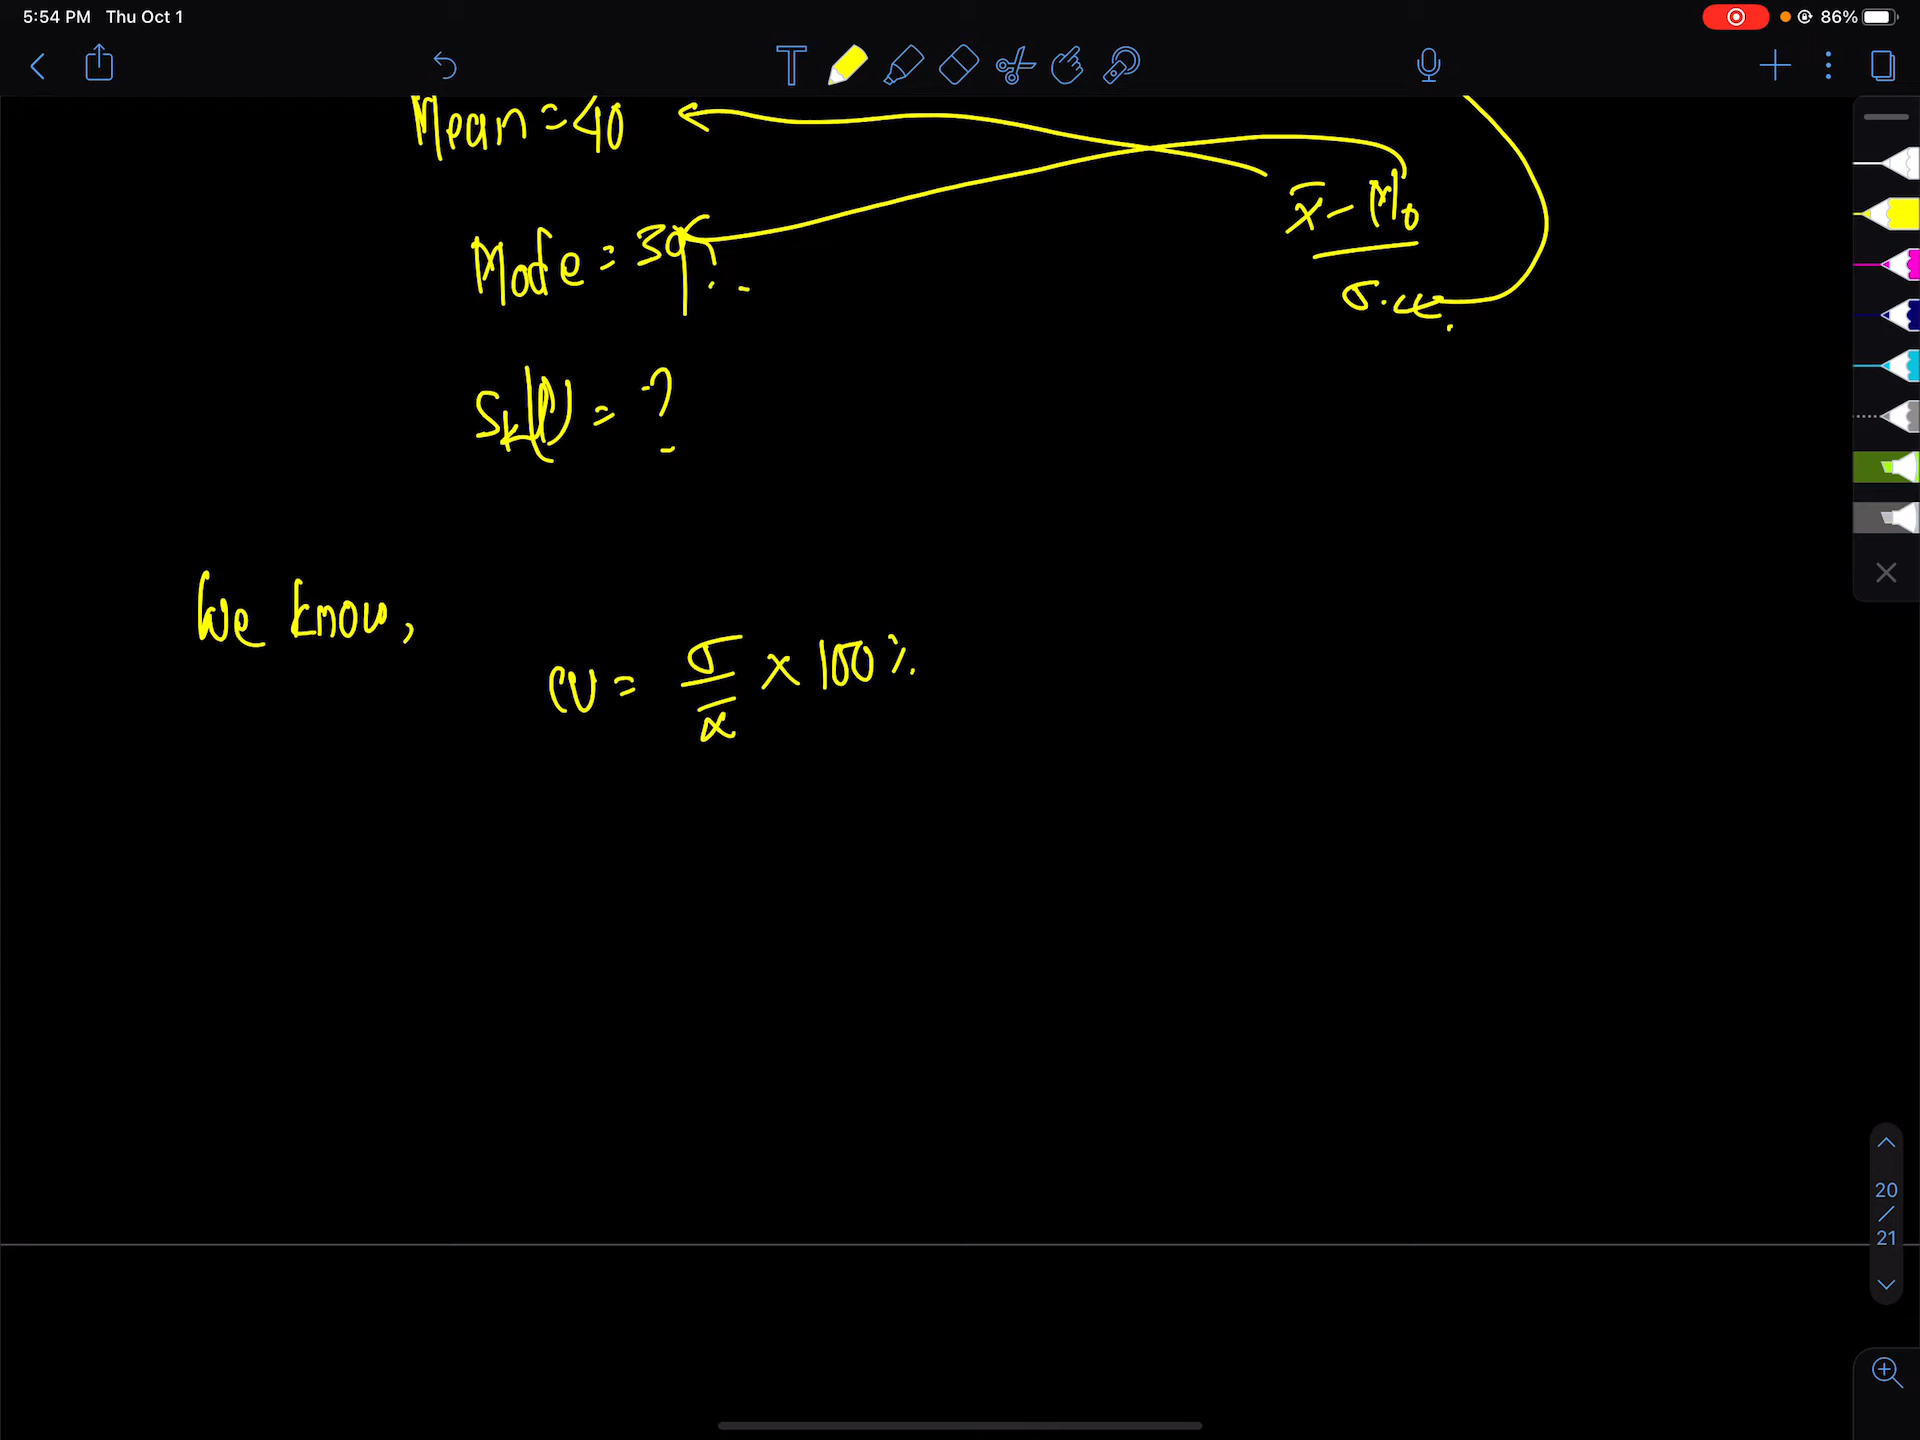 5:54 PM Thu Oct 1
86%
Mean = 40
x̄ - M₀
Mode = 39
σ
Sk(P) = ?
We know,
CV = σ/x̄ × 100%
20
/
21